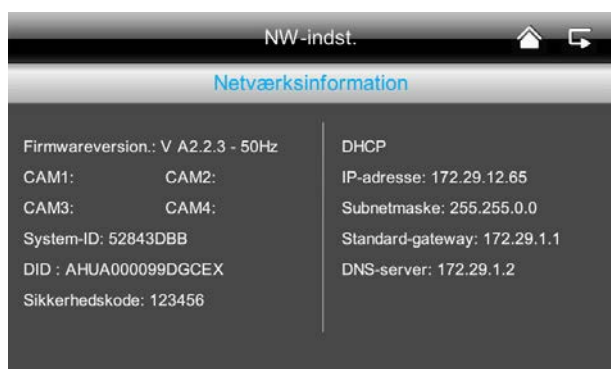 NW-indst.
Netværksinformation
Firmwareversion.: V A2.2.3 - 50Hz
CAM1: CAM2:
CAM3: CAM4:
System-ID: 52843DBB
DID : AHUA000099DGCEX
Sikkerhedskode: 123456
DHCP
IP-adresse: 172.29.12.65
Subnetmaske: 255.255.0.0
Standard-gateway: 172.29.1.1
DNS-server: 172.29.1.2